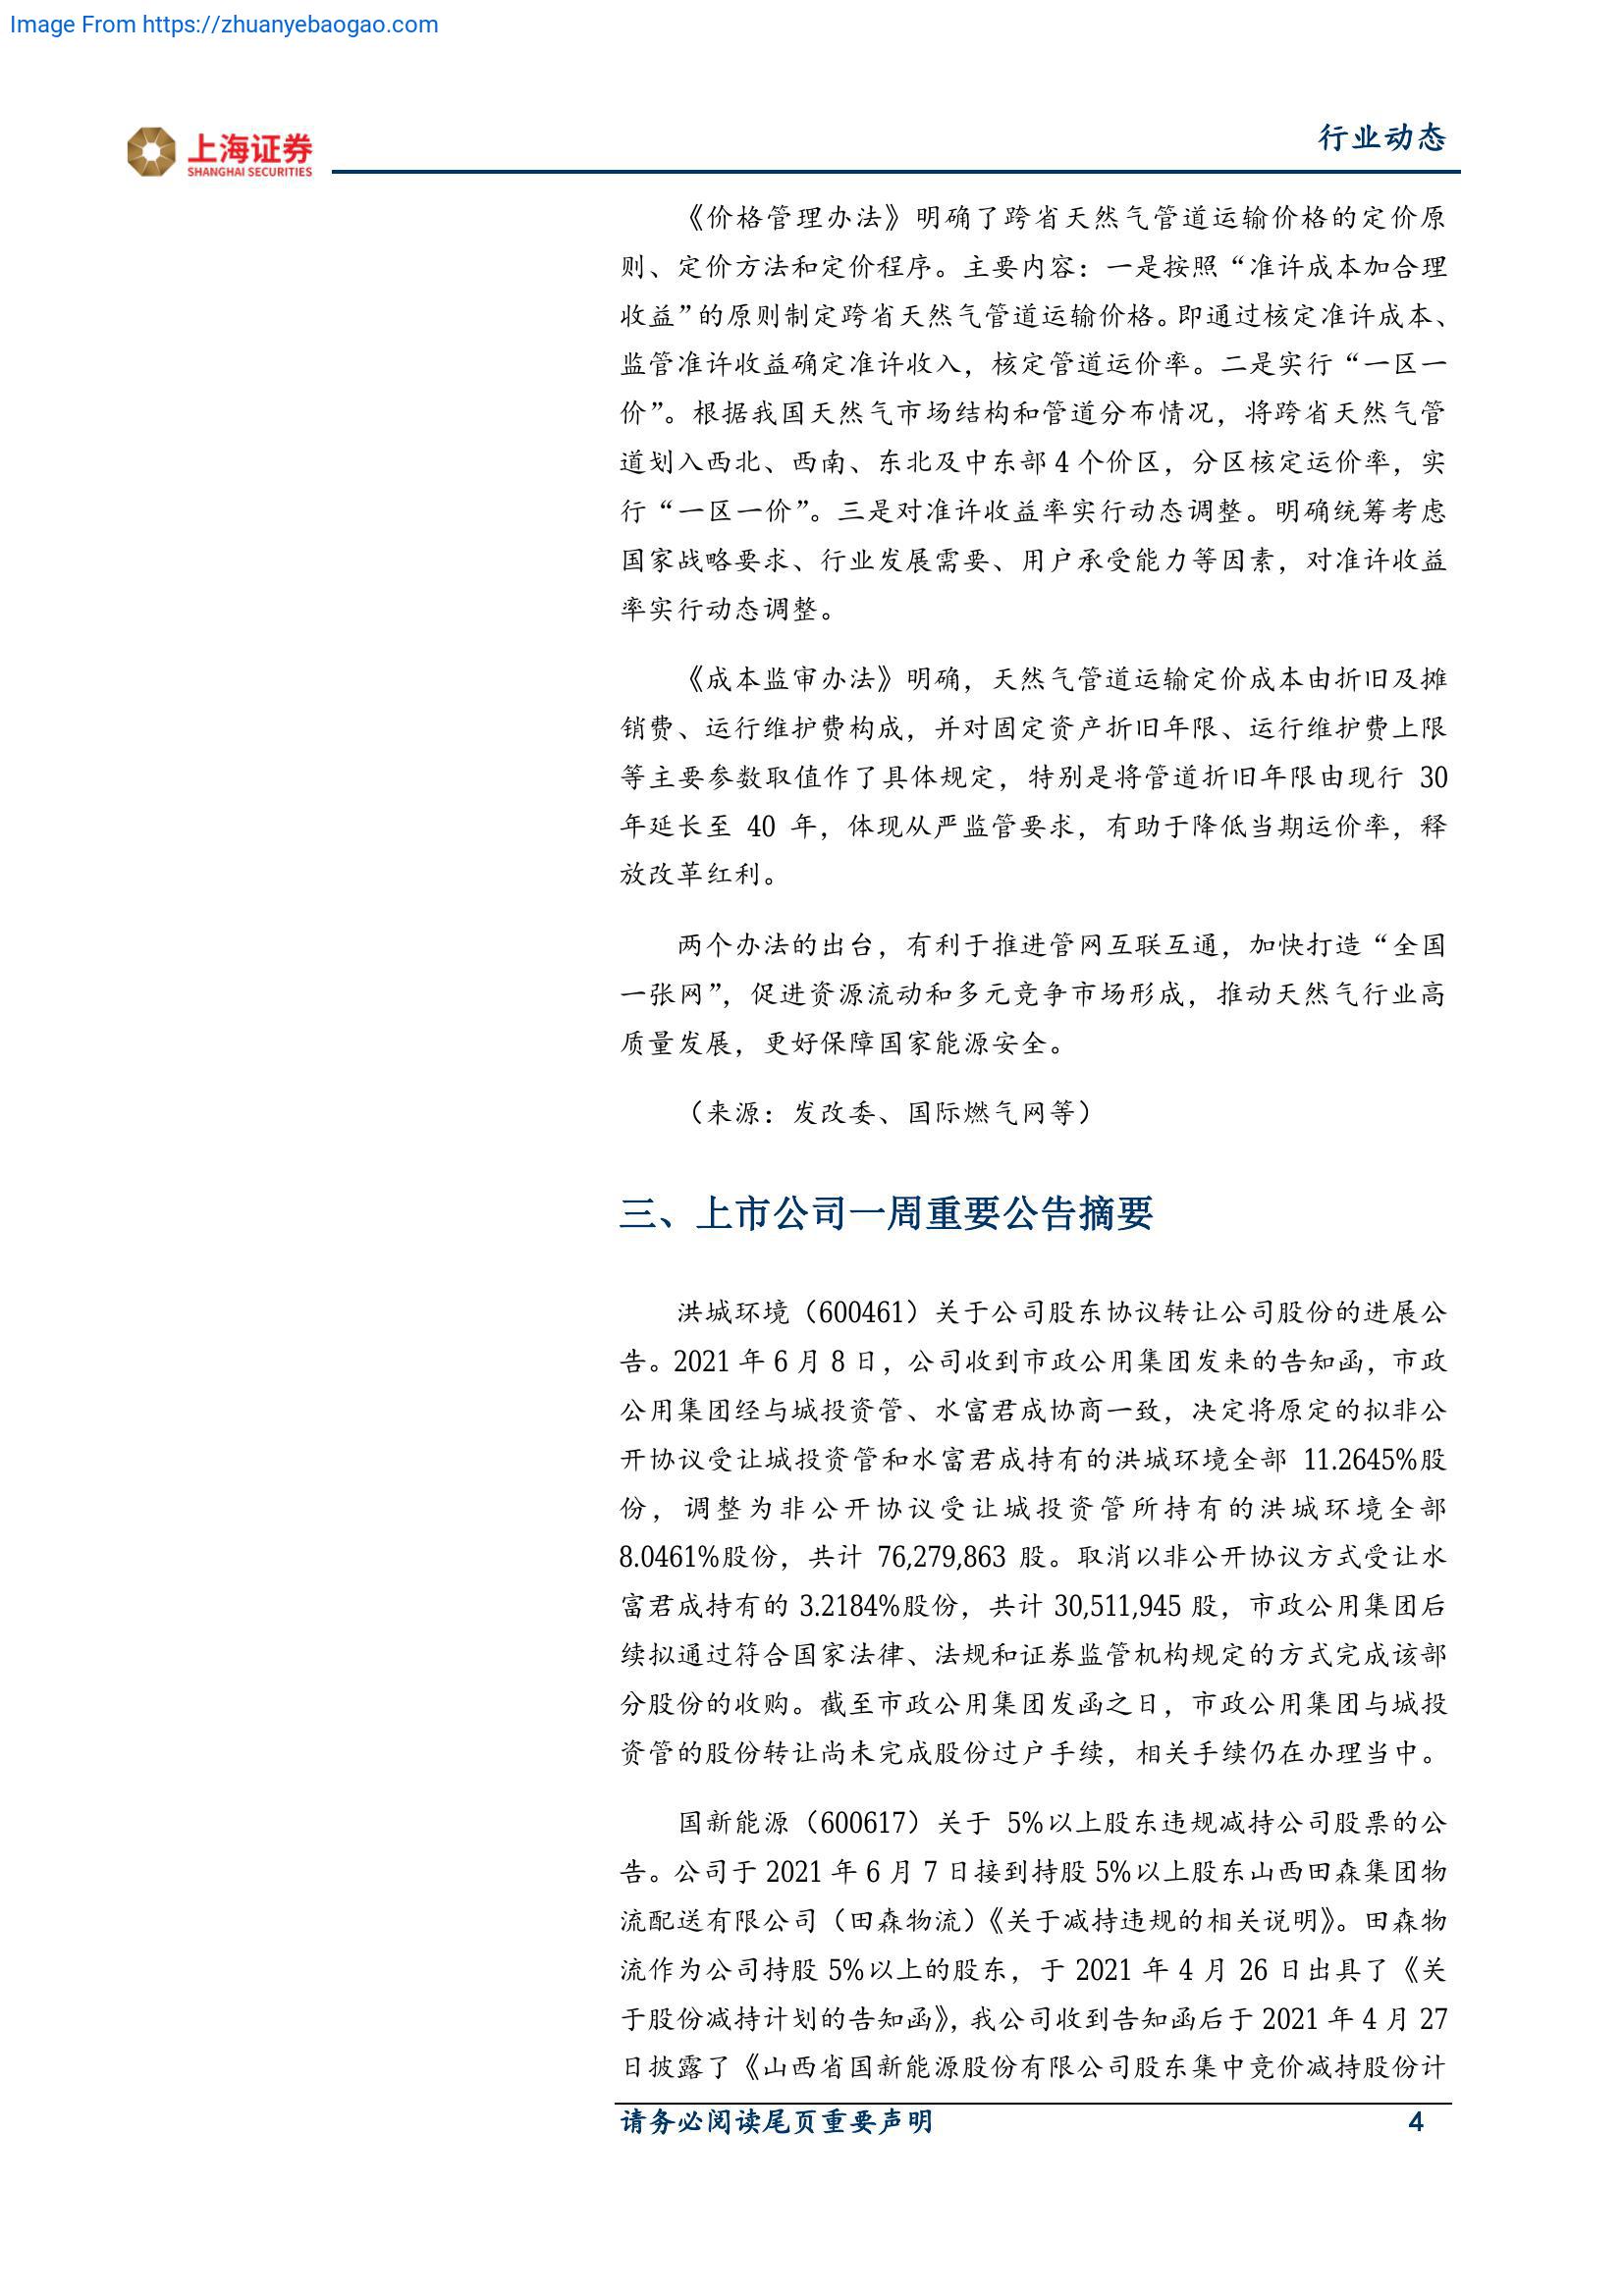 Image From https://zhuanyebaogao.com
上海证券
SHANGHAI SECURITIES
行业动态
《价格管理办法》明确了跨省天然气管道运输价格的定价原
则、定价方法和定价程序。主要内容：一是按照“准许成本加合理
收益”的原则制定跨省天然气管道运输价格。即通过核定准许成本、
监管准许收益确定准许收入，核定管道运价率。二是实行“一区一
价”。根据我国天然气市场结构和管道分布情况，将跨省天然气管
道划入西北、西南、东北及中东部 4 个价区，分区核定运价率，实
行“一区一价”。三是对准许收益率实行动态调整。明确统筹考虑
国家战略要求、行业发展需要、用户承受能力等因素，对准许收益
率实行动态调整。
《成本监审办法》明确，天然气管道运输定价成本由折旧及摊
销费、运行维护费构成，并对固定资产折旧年限、运行维护费上限
等主要参数取值作了具体规定，特别是将管道折旧年限由现行 30
年延长至 40 年，体现从严监管要求，有助于降低当期运价率，释
放改革红利。
两个办法的出台，有利于推进管网互联互通，加快打造“全国
一张网”，促进资源流动和多元竞争市场形成，推动天然气行业高
质量发展，更好保障国家能源安全。
（来源：发改委、国际燃气网等）
三、上市公司一周重要公告摘要
洪城环境（600461）关于公司股东协议转让公司股份的进展公
告。2021 年 6 月 8 日，公司收到市政公用集团发来的告知函，市政
公用集团经与城投资管、水富君成协商一致，决定将原定的拟非公
开协议受让城投资管和水富君成持有的洪城环境全部 11.2645%股
份，调整为非公开协议受让城投资管所持有的洪城环境全部
8.0461%股份，共计 76,279,863 股。取消以非公开协议方式受让水
富君成持有的 3.2184%股份，共计 30,511,945 股，市政公用集团后
续拟通过符合国家法律、法规和证券监管机构规定的方式完成该部
分股份的收购。截至市政公用集团发函之日，市政公用集团与城投
资管的股份转让尚未完成股份过户手续，相关手续仍在办理当中。
国新能源（600617）关于 5%以上股东违规减持公司股票的公
告。公司于 2021 年 6 月 7 日接到持股 5%以上股东山西田森集团物
流配送有限公司（田森物流）《关于减持违规的相关说明》。田森物
流作为公司持股 5%以上的股东，于 2021 年 4 月 26 日出具了《关
于股份减持计划的告知函》，我公司收到告知函后于 2021 年 4 月 27
日披露了《山西省国新能源股份有限公司股东集中竞价减持股份计
请务必阅读尾页重要声明
4